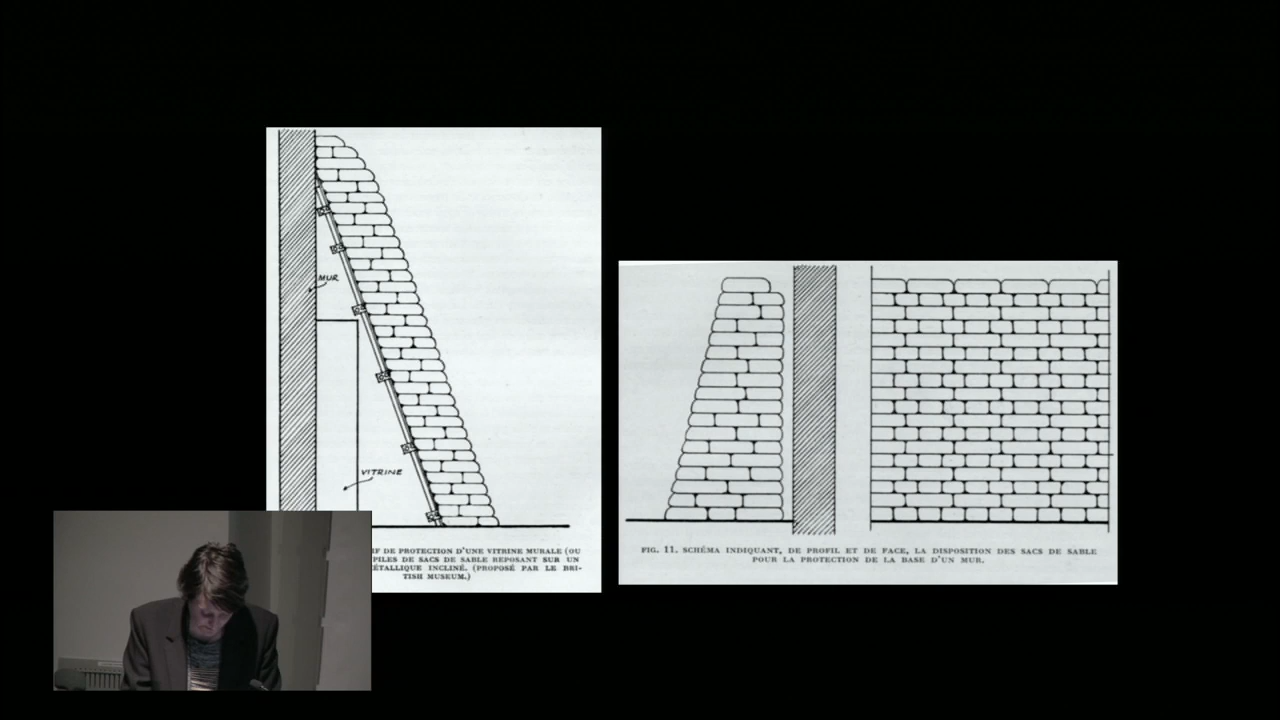 MUR
VITRINE
IF DE PROTECTION D'UNE VITRINE MURALE (OU
PILES DE SACS DE SABLE REPOSANT SUR UN
ÉTALLIQUE INCLINÉ. (PROPOSÉ PAR LE BRI-
TISH MUSEUM.)
FIG. 11. SCHÉMA INDIQUANT, DE PROFIL ET DE FACE, LA DISPOSITION DES SACS DE SABLE
POUR LA PROTECTION DE LA BASE D'UN MUR.